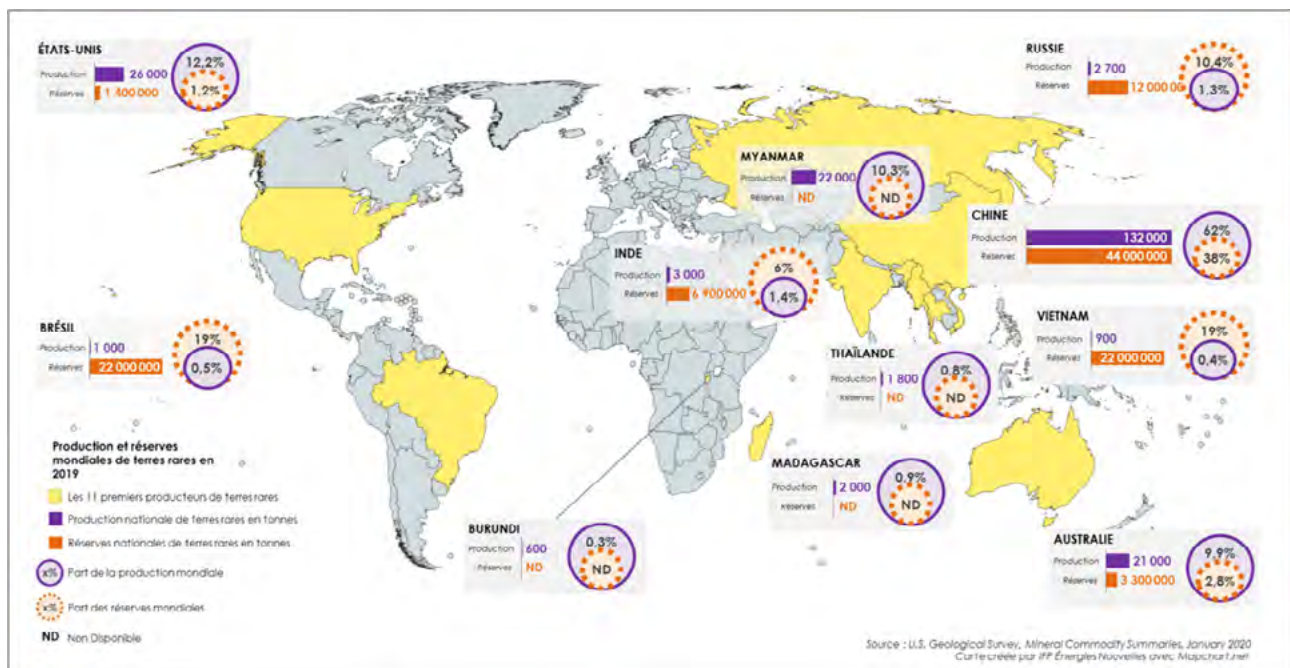 ÉTATS-UNIS
12,2%
Production 26 000
Réserves 1 400 000
1,2%
RUSSIE
10,4%
Production 2 700
Réserves 12 000 00
1,3%
MYANMAR
Production 22 000
10,3%
Réserves ND
ND
CHINE
Production 132 000
62%
Réserves 44 000 000
38%
INDE
Production 3 000
6%
Réserves 6 900 000
1,4%
BRÉSIL
Production 1 000
19%
Réserves 22 000 000
0,5%
VIETNAM
Production 900
19%
Réserves 22 000 000
0,4%
THAÏLANDE
Production 1 800
0.8%
Réserves ND
ND
MADAGASCAR
Production 2 000
0.9%
Réserves ND
ND
BURUNDI
Production 600
0.3%
Réserves ND
ND
AUSTRALIE
Production 21 000
9,9%
Réserves 3 300 000
2,8%
Production et réserves
mondiales de terres rares en
2019
Les 11 premiers producteurs de terres rares
Production nationale de terres rares en tonnes
Réserves nationales de terres rares en tonnes
x% Part de la production mondiale
x% Part des réserves mondiales
ND Non Disponible
Source : U.S. Geological Survey, Mineral Commodity Summaries, January 2020
Carte créée par IFP Énergies Nouvelles avec Mapchart.net